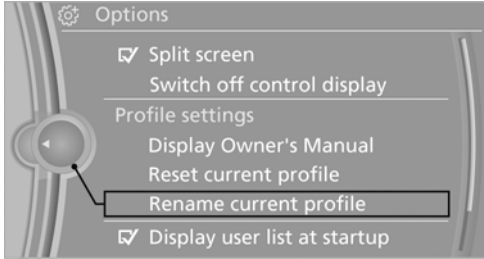 Options
Split screen
Switch off control display
Profile settings
Display Owner's Manual
Reset current profile
Rename current profile
Display user list at startup